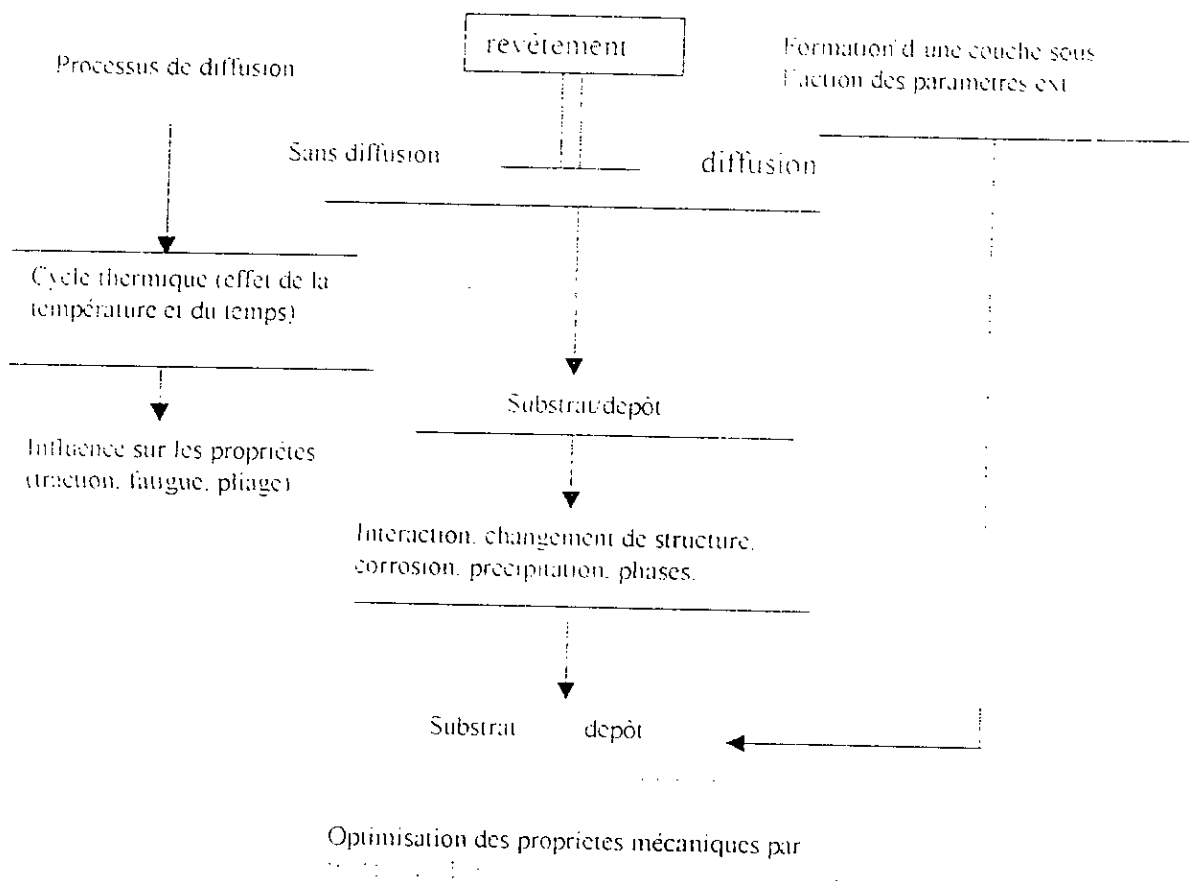 revêtement
Processus de diffusion
Formation d'une couche sous
l'action des paramètres ext
Sans diffusion
diffusion
Cycle thermique (effet de la
température et du temps)
Substrat/depôt
Influence sur les propriétes
(traction, fatigue, pliage)
Interaction, changement de structure,
corrosion, precipitation, phases.
Substrat depôt
Optimisation des propriétes mécaniques par